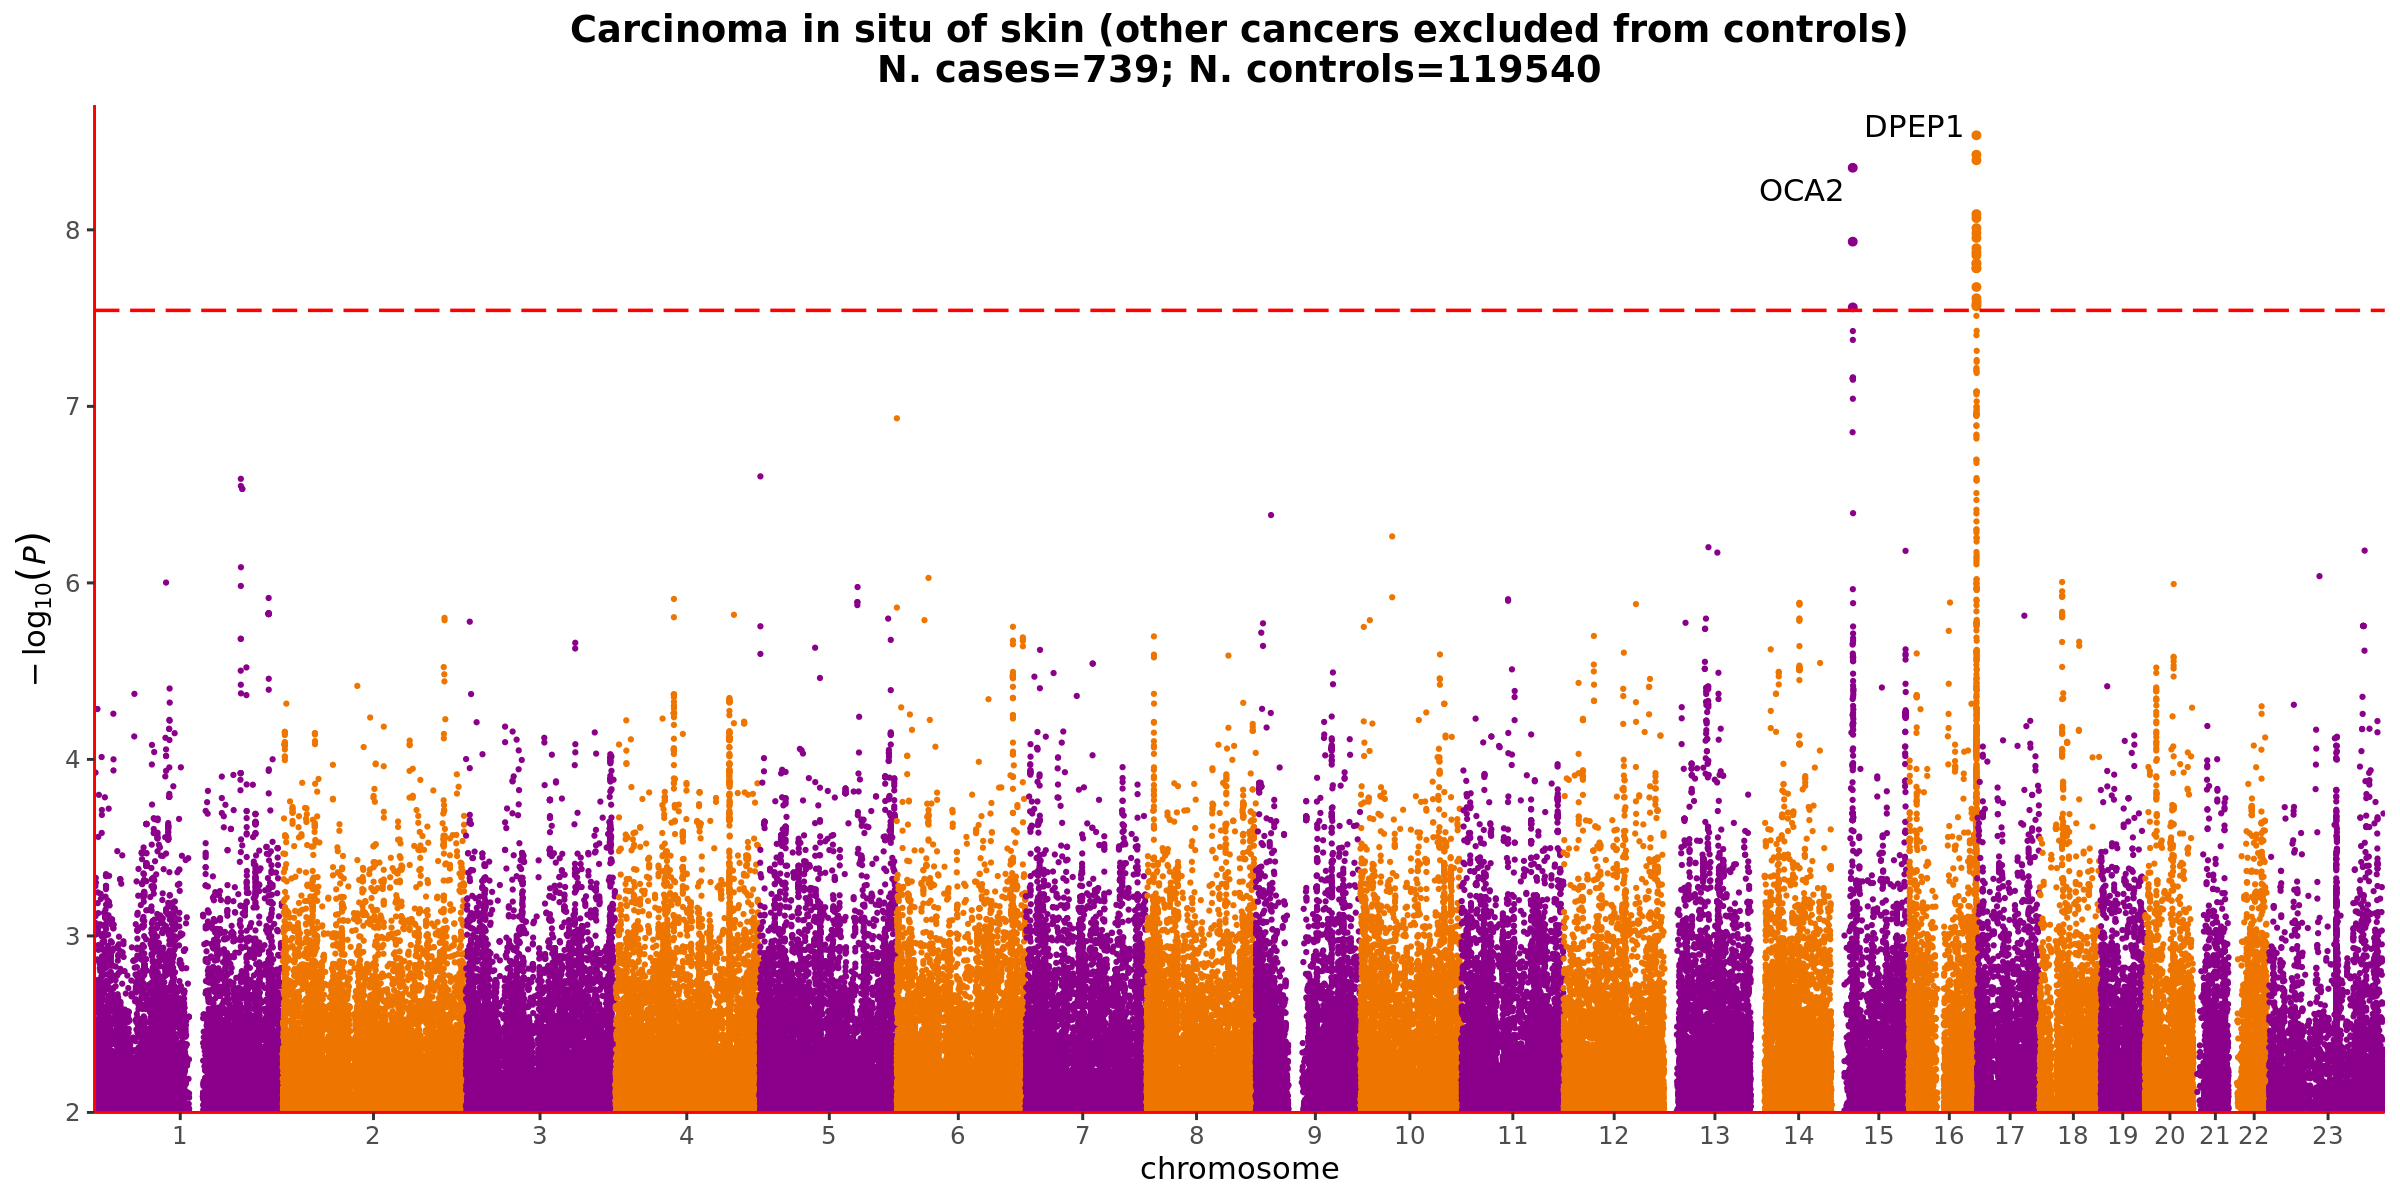 Carcinoma in situ of skin (other cancers excluded from controls)
N. cases=739; N. controls=119540
DPEP1
OCA2
8
7
6
4
3
2
− log10(P)
1 2 3 4 5 6 7 8 9 10 11 12 13 14 15 16 17 18 19 20 21 22 23
chromosome